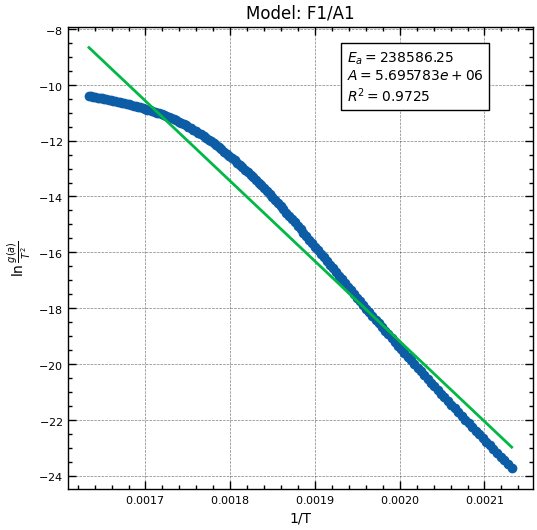 Model: F1/A1
E_a = 238586.25
A = 5.695783e + 06
R² = 0.9725
ln g(a)/T²
−8
−10
−12
−14
−16
−18
−20
−22
−24
0.0017 0.0018 0.0019 0.0020 0.0021
1/T